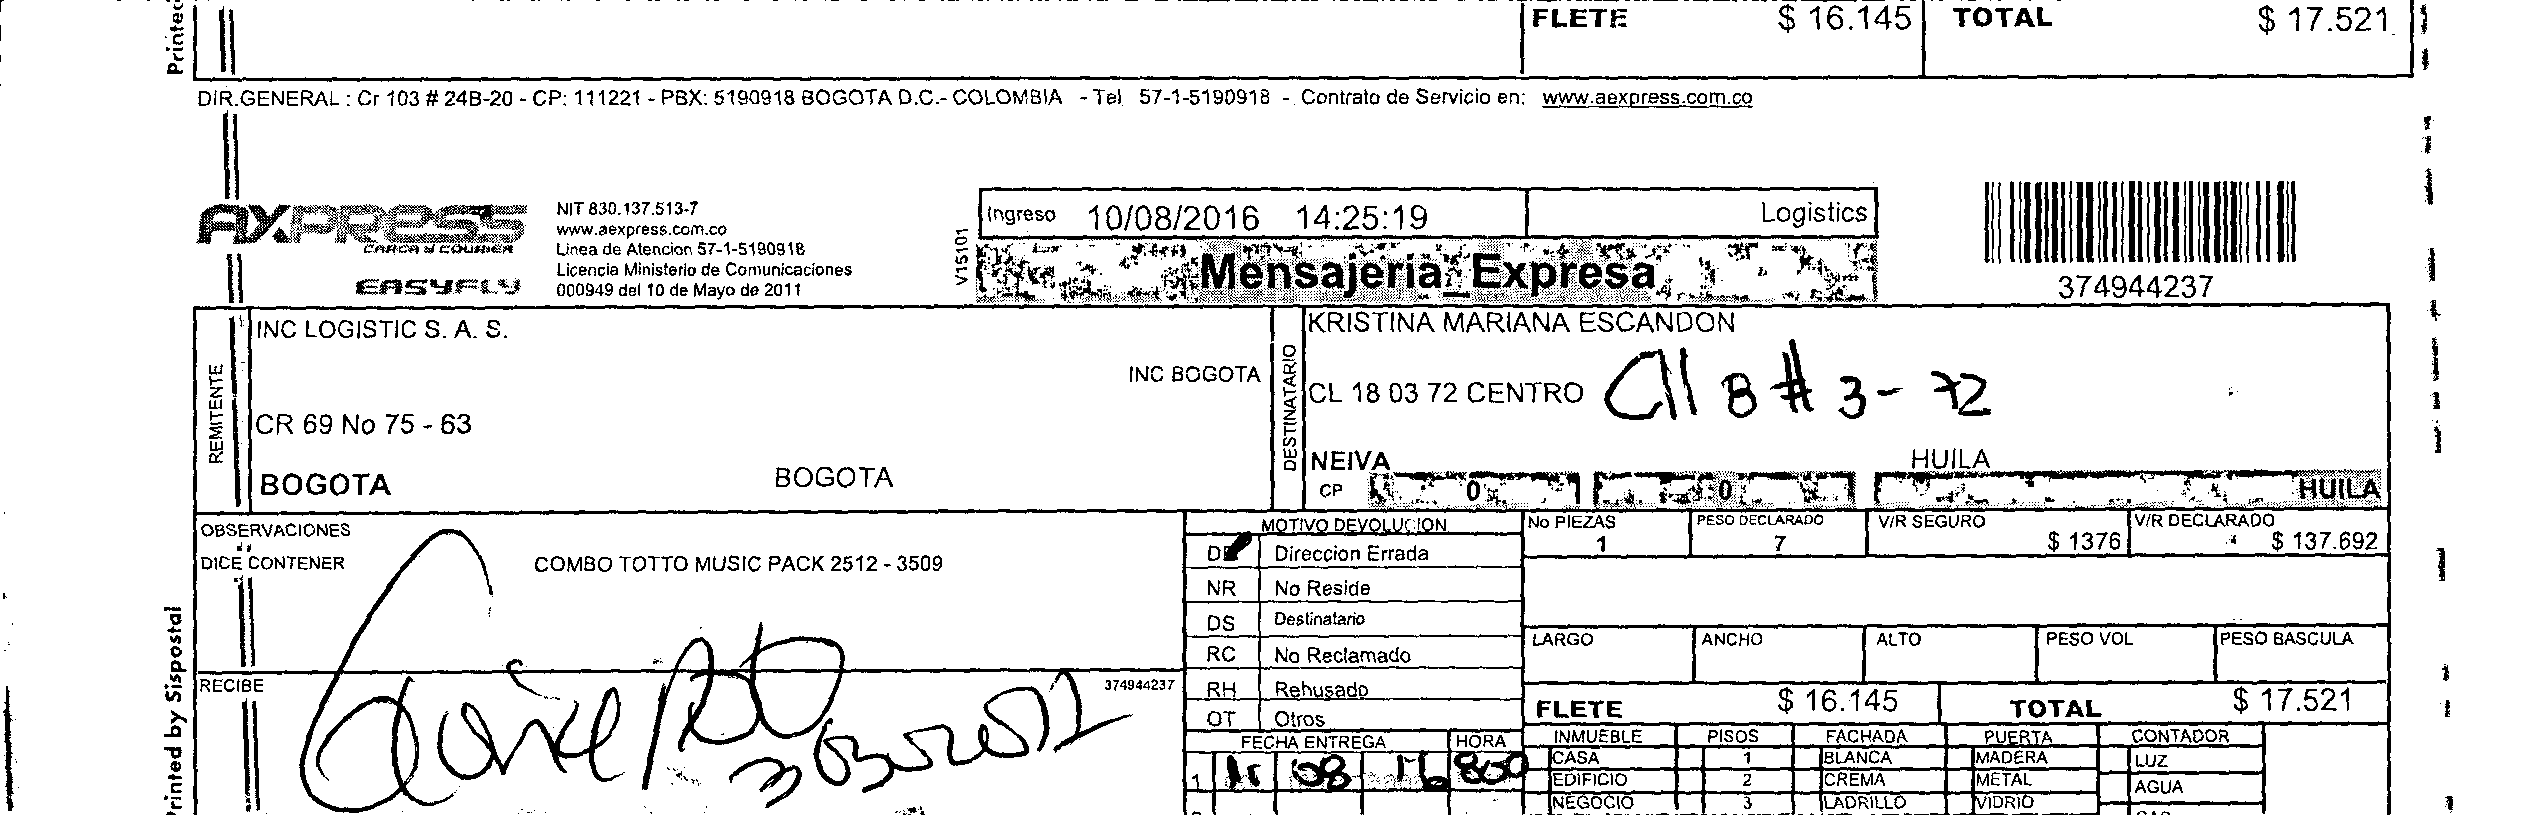 FLETE $ 16.145 TOTAL $ 17.521
DIR.GENERAL : Cr 103 # 24B-20 - CP: 111221 - PBX: 5190918 BOGOTA D.C.- COLOMBIA - Tel 57-1-5190918 - Contrato de Servicio en: www.aexpress.com.co
AXPRESS
CARGA Y COURIER
EASYFLY
NIT 830.137.513-7
www.aexpress.com.co
Linea de Atencion 57-1-5190918
Licencia Ministerio de Comunicaciones
000949 del 10 de Mayo de 2011
V15101
Ingreso 10/08/2016 14:25:19 Logistics
Mensajeria_Expresa
374944237
REMITENTE
INC LOGISTIC S. A. S.
INC BOGOTA
CR 69 No 75 - 63
BOGOTA BOGOTA
DESTINATARIO
KRISTINA MARIANA ESCANDON
CL 18 03 72 CENTRO Cll 8 # 3-72
NEIVA HUILA
CP 0 0 HUILA
OBSERVACIONES
DICE CONTENER COMBO TOTTO MUSIC PACK 2512 - 3509
MOTIVO DEVOLUCION
DE Direccion Errada
NR No Reside
DS Destinatario
RC No Reclamado
RH Rehusado
OT Otros
No PIEZAS PESO DECLARADO V/R SEGURO V/R DECLARADO
1 7 $ 1376 $ 137.692
LARGO ANCHO ALTO PESO VOL PESO BASCULA
FLETE $ 16.145 TOTAL $ 17.521
RECIBE 374944237
FECHA ENTREGA HORA
1 11 08 16 800
INMUEBLE PISOS FACHADA PUERTA CONTADOR
CASA 1 BLANCA MADERA LUZ
EDIFICIO 2 CREMA METAL AGUA
NEGOCIO 3 LADRILLO VIDRIO
Printed by Sispostal